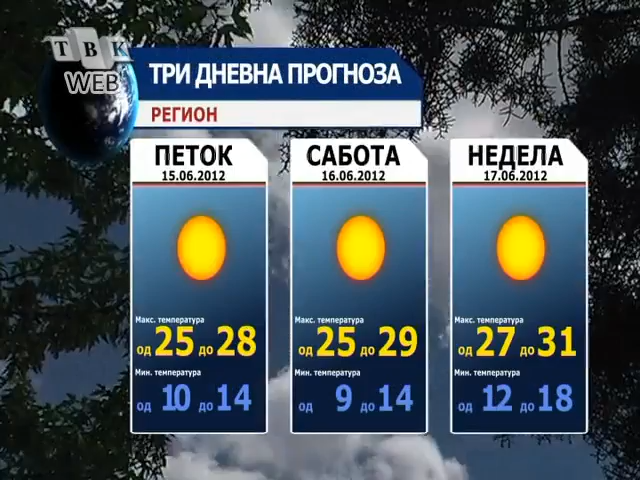 ТВК
WEB
ТРИ ДНЕВНА ПРОГНОЗА
РЕГИОН
ПЕТОК
15.06.2012
Макс. температура
од 25 до 28
Мин. температура
од 10 до 14
САБОТА
16.06.2012
Макс. температура
од 25 до 29
Мин. температура
од 9 до 14
НЕДЕЛА
17.06.2012
Макс. температура
од 27 до 31
Мин. температура
од 12 до 18